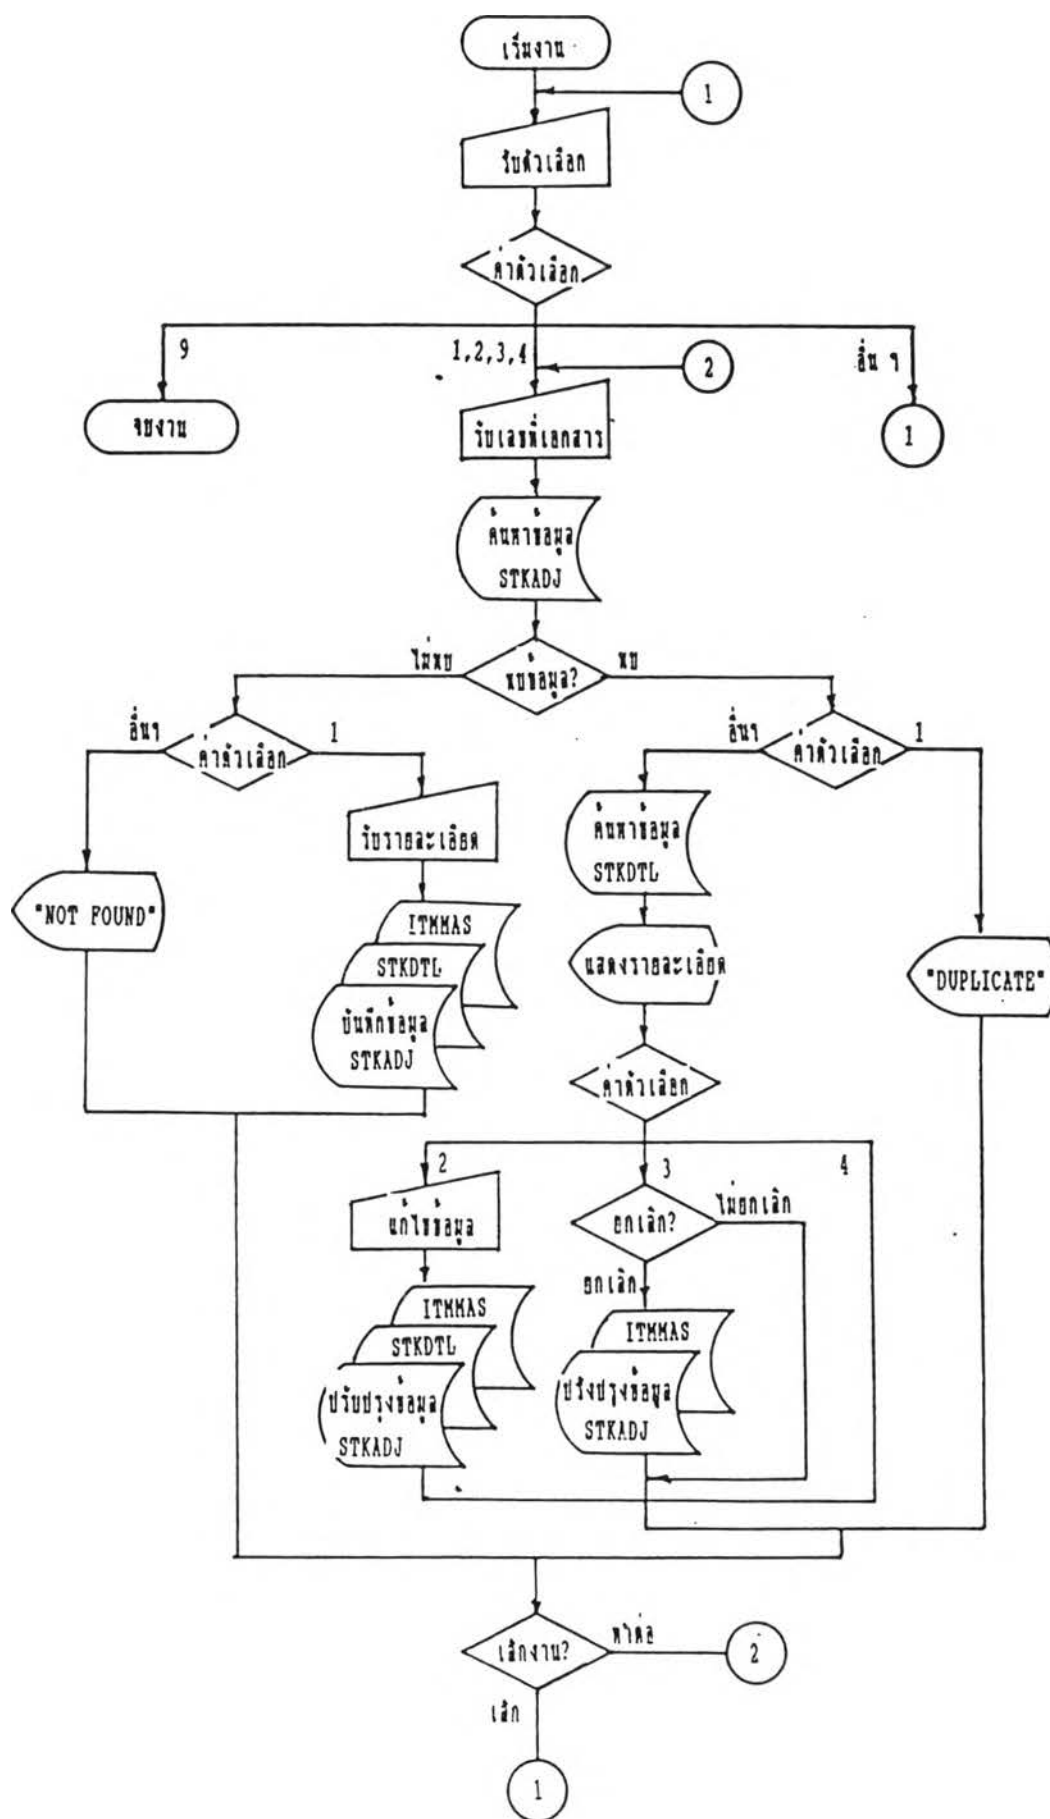 เริ่มงาน
1
รับตัวเลือก
ค่าตัวเลือก
9
1,2,3,4
2
อื่น ๆ
จบงาน
รับเลขที่เอกสาร
1
ค้นหาข้อมูล
STKADJ
ไม่พบ
พบข้อมูล?
พบ
อื่นๆ
ค่าตัวเลือก
1
อื่นๆ
ค่าตัวเลือก
1
รับรายละเอียด
ค้นหาข้อมูล
STKDTL
"NOT FOUND"
ITMMAS
STKDTL
บันทึกข้อมูล
STKADJ
แสดงรายละเอียด
"DUPLICATE"
ค่าตัวเลือก
2
3
4
แก้ไขข้อมูล
ยกเลิก?
ไม่ยกเลิก
ยกเลิก
ITMMAS
STKDTL
ปรับปรุงข้อมูล
STKADJ
ITMMAS
ปรับปรุงข้อมูล
STKADJ
เลิกงาน?
ทำต่อ
2
เลิก
1